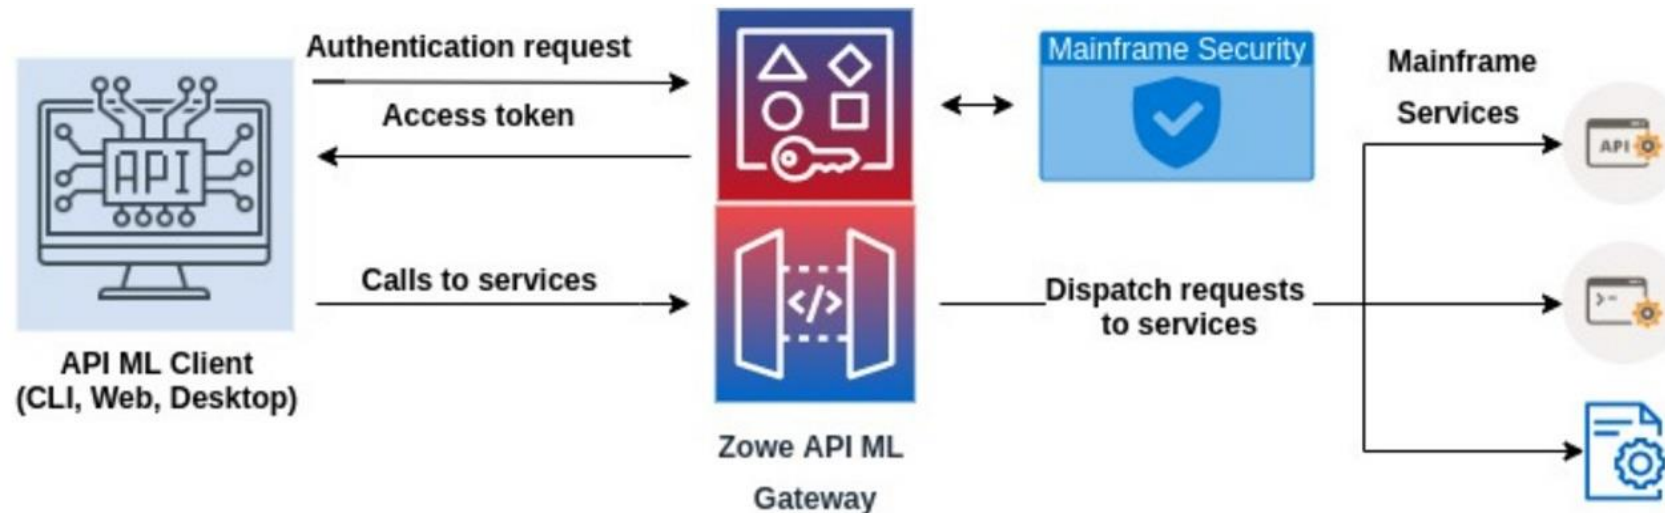 Authentication request
Access token
Calls to services
API
API ML Client
(CLI, Web, Desktop)
</>
Zowe API ML
Gateway
Mainframe Security
Dispatch requests
to services
Mainframe
Services
API
>-